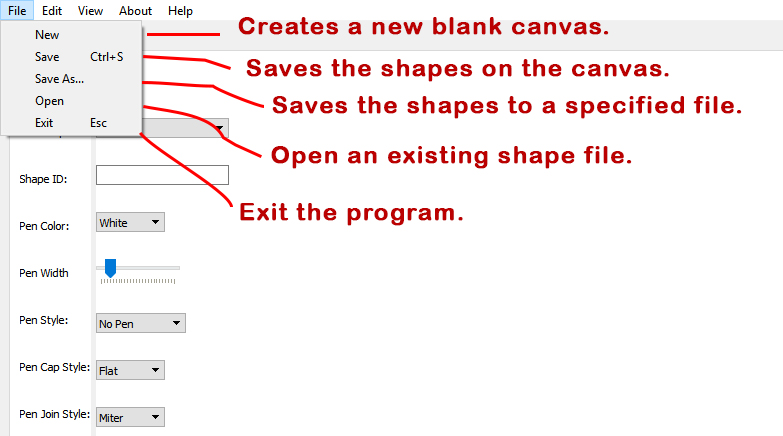 File Edit View About Help
New
Creates a new blank canvas.
Save Ctrl+S
Saves the shapes on the canvas.
Save As...
Saves the shapes to a specified file.
Open
Open an existing shape file.
Exit Esc
Exit the program.
Shape ID:
Pen Color: White
Pen Width
Pen Style: No Pen
Pen Cap Style: Flat
Pen Join Style: Miter